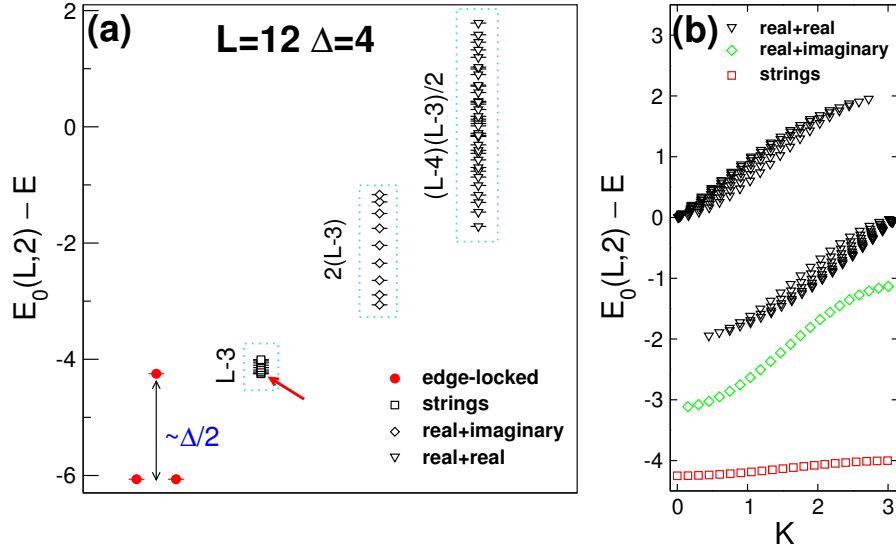 (a)
L=12 Δ=4
E₀(L,2) − E
2
0
-2
-4
-6
~Δ/2
L-3
2(L-3)
(L-4)(L-3)/2
edge-locked
strings
real+imaginary
real+real
(b)
real+real
real+imaginary
strings
E₀(L,2) − E
3
2
1
0
-1
-2
-3
-4
0
1
2
3
K